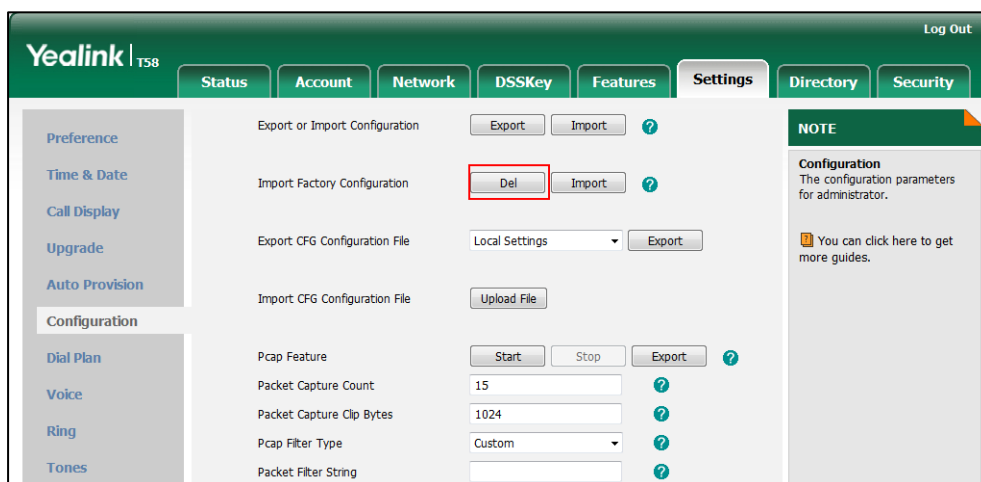 Log Out
Yealink T58
Status Account Network DSSKey Features Settings Directory Security
Preference
Time & Date
Call Display
Upgrade
Auto Provision
Configuration
Dial Plan
Voice
Ring
Tones
Export or Import Configuration Export Import ?
Import Factory Configuration Del Import ?
Export CFG Configuration File Local Settings Export
Import CFG Configuration File Upload File
Pcap Feature Start Stop Export ?
Packet Capture Count 15 ?
Packet Capture Clip Bytes 1024 ?
Pcap Filter Type Custom ?
Packet Filter String ?
NOTE
Configuration
The configuration parameters
for administrator.
? You can click here to get
more guides.